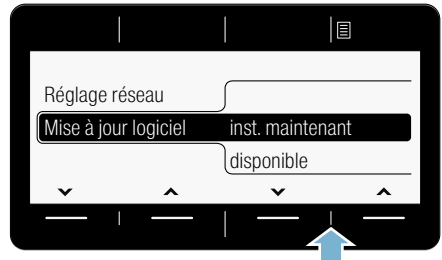 Réglage réseau
Mise à jour logiciel inst. maintenant
disponible